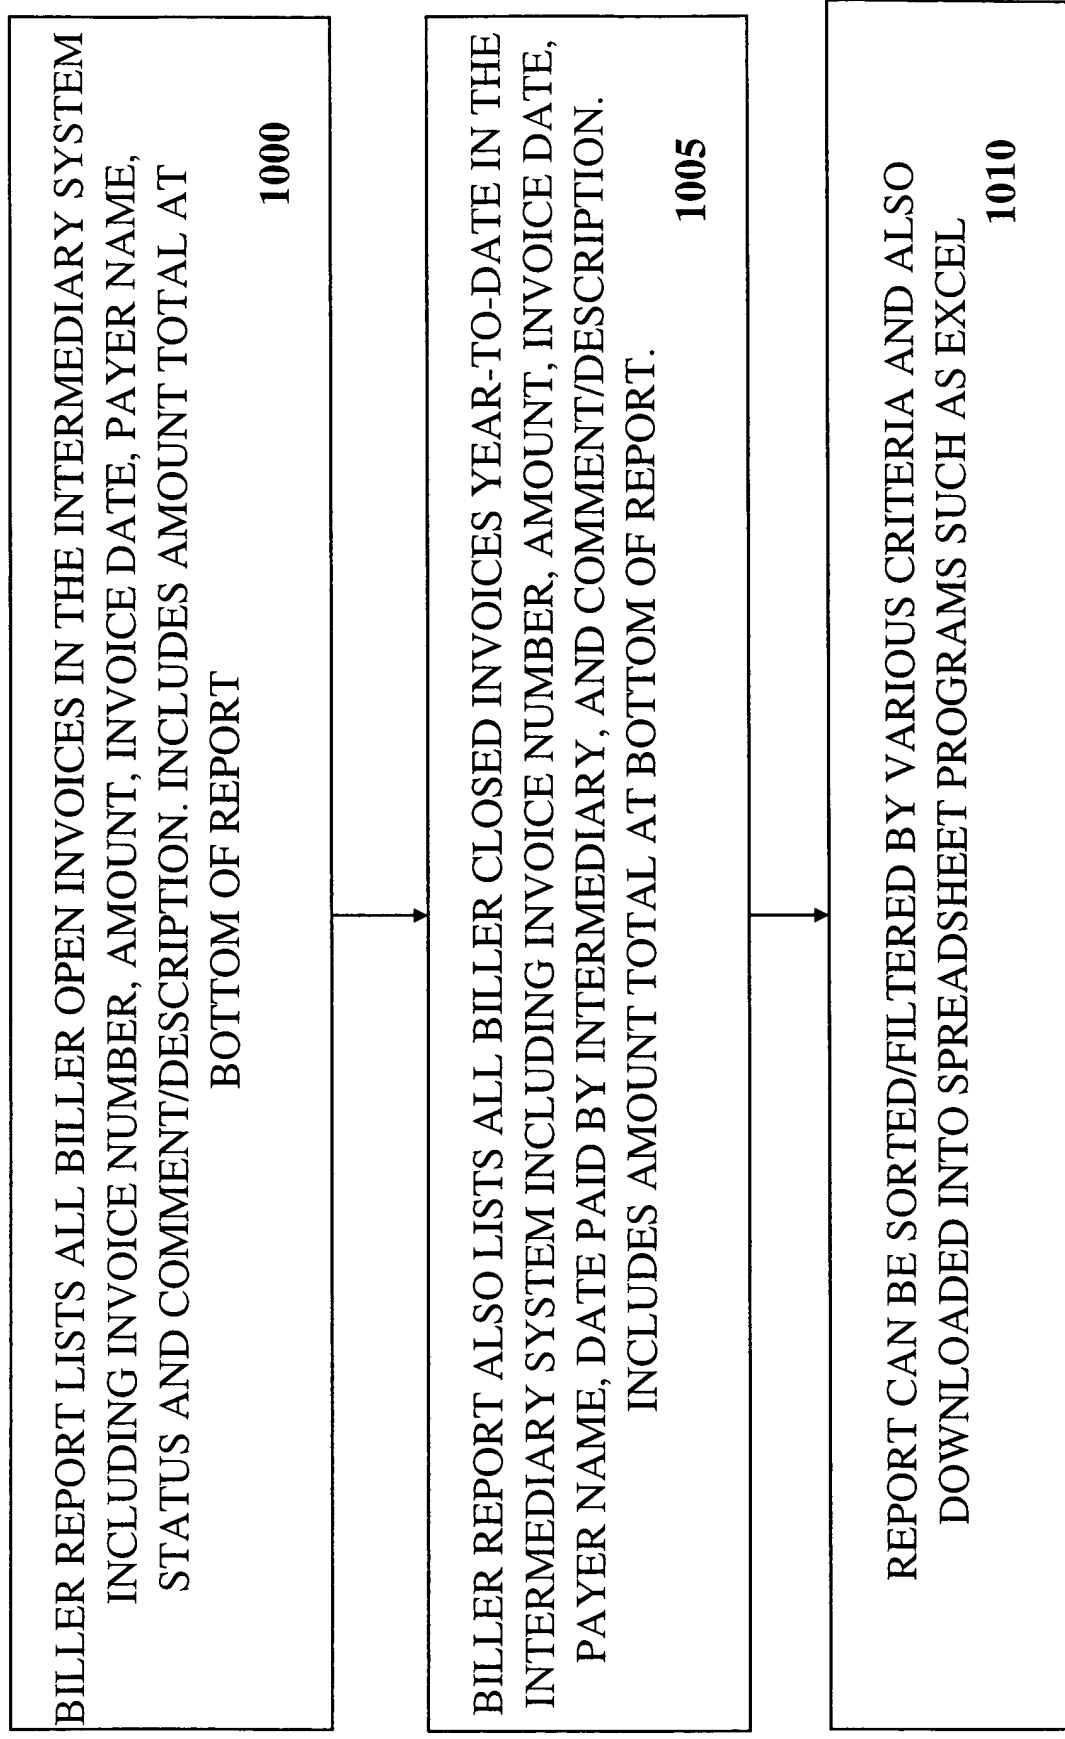 BILLER REPORT LISTS ALL BILLER OPEN INVOICES IN THE INTERMEDIARY SYSTEM
INCLUDING INVOICE NUMBER, AMOUNT, INVOICE DATE, PAYER NAME,
STATUS AND COMMENT/DESCRIPTION. INCLUDES AMOUNT TOTAL AT
BOTTOM OF REPORT
1000
BILLER REPORT ALSO LISTS ALL BILLER CLOSED INVOICES YEAR-TO-DATE IN THE
INTERMEDIARY SYSTEM INCLUDING INVOICE NUMBER, AMOUNT, INVOICE DATE,
PAYER NAME, DATE PAID BY INTERMEDIARY, AND COMMENT/DESCRIPTION.
INCLUDES AMOUNT TOTAL AT BOTTOM OF REPORT.
1005
REPORT CAN BE SORTED/FILTERED BY VARIOUS CRITERIA AND ALSO
DOWNLOADED INTO SPREADSHEET PROGRAMS SUCH AS EXCEL
1010